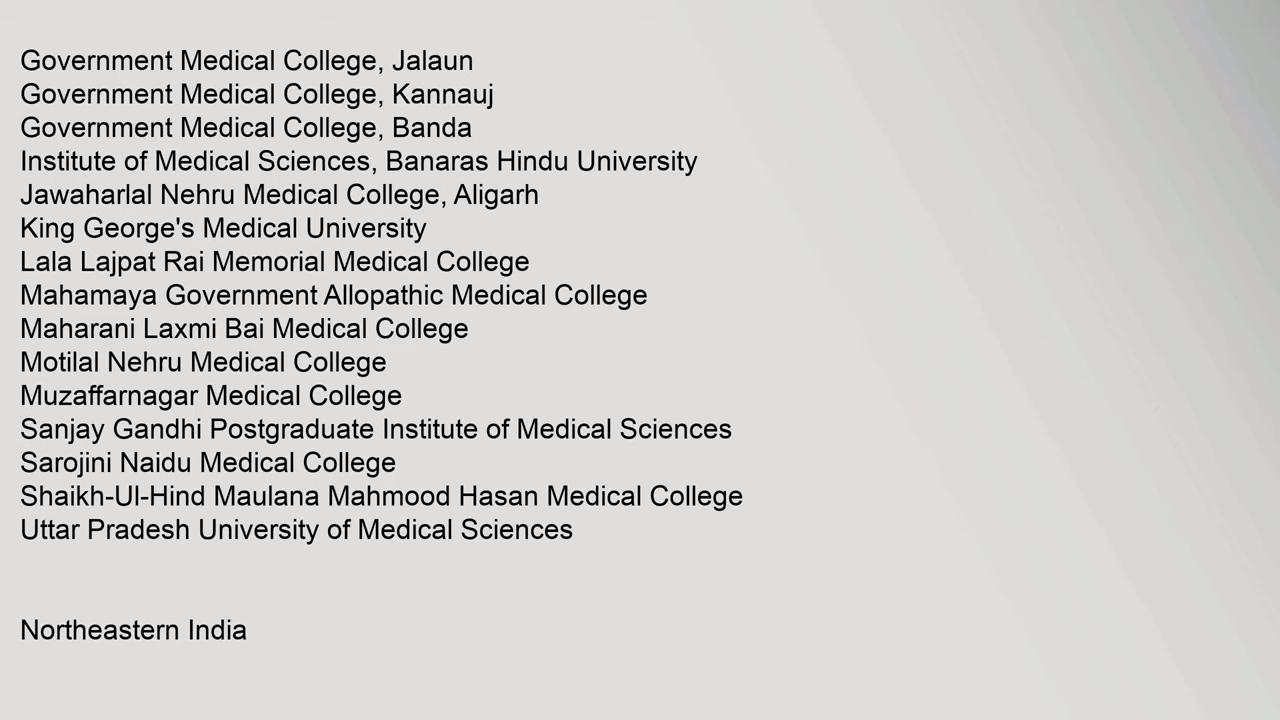 Government Medical College, Jalaun
Government Medical College, Kannauj
Government Medical College, Banda
Institute of Medical Sciences, Banaras Hindu University
Jawaharlal Nehru Medical College, Aligarh
King George's Medical University
Lala Lajpat Rai Memorial Medical College
Mahamaya Government Allopathic Medical College
Maharani Laxmi Bai Medical College
Motilal Nehru Medical College
Muzaffarnagar Medical College
Sanjay Gandhi Postgraduate Institute of Medical Sciences
Sarojini Naidu Medical College
Shaikh-Ul-Hind Maulana Mahmood Hasan Medical College
Uttar Pradesh University of Medical Sciences
Northeastern India